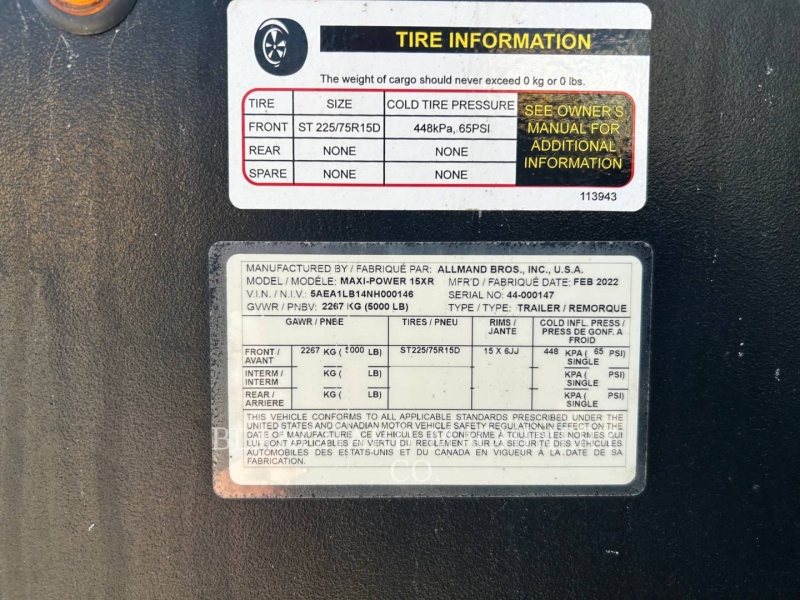 TIRE INFORMATION
The weight of cargo should never exceed 0 kg or 0 lbs.
TIRE SIZE COLD TIRE PRESSURE
FRONT ST 225/75R15D 448kPa, 65PSI
REAR NONE NONE
SPARE NONE NONE
SEE OWNER'S
MANUAL FOR
ADDITIONAL
INFORMATION
113943
MANUFACTURED BY / FABRIQUÉ PAR: ALLMAND BROS., INC., U.S.A.
MODEL / MODÈLE: MAXI-POWER 15XR MFR'D / FABRIQUÉ DATE: FEB 2022
V.I.N. / N.I.V.: 5AEA1LB14NH000146 SERIAL NO: 44-000147
GVWR / PNBV: 2267 KG (5000 LB) TYPE / TYPE: TRAILER / REMORQUE
GAWR / PNBE TIRES / PNEU RIMS / JANTE COLD INFL. PRESS / PRESS DE GONF. A FROID
FRONT / AVANT 2267 KG ( 5000 LB) ST225/75R15D 15 X 6JJ 448 KPA ( 65 PSI) SINGLE
INTERM / INTERM KG ( LB) KPA ( PSI) SINGLE
REAR / ARRIERE KG ( LB) KPA ( PSI) SINGLE
THIS VEHICLE CONFORMS TO ALL APPLICABLE STANDARDS PRESCRIBED UNDER THE
UNITED STATES AND CANADIAN MOTOR VEHICLE SAFETY REGULATION IN EFFECT ON THE
DATE OF MANUFACTURE. CE VÉHICULES EST CONFORME À TOUTES LES NORMES QUI
LUI SONT APPLICABLES EN VERTU DU REGLEMENT SUR LA SÉCURITÉ DES VÉHICULES
AUTOMOBILES DES ÉSTATS-UNIS ET DU CANADA EN VIGUEUR À LA DATE DE SA
FABRICATION.
CO.